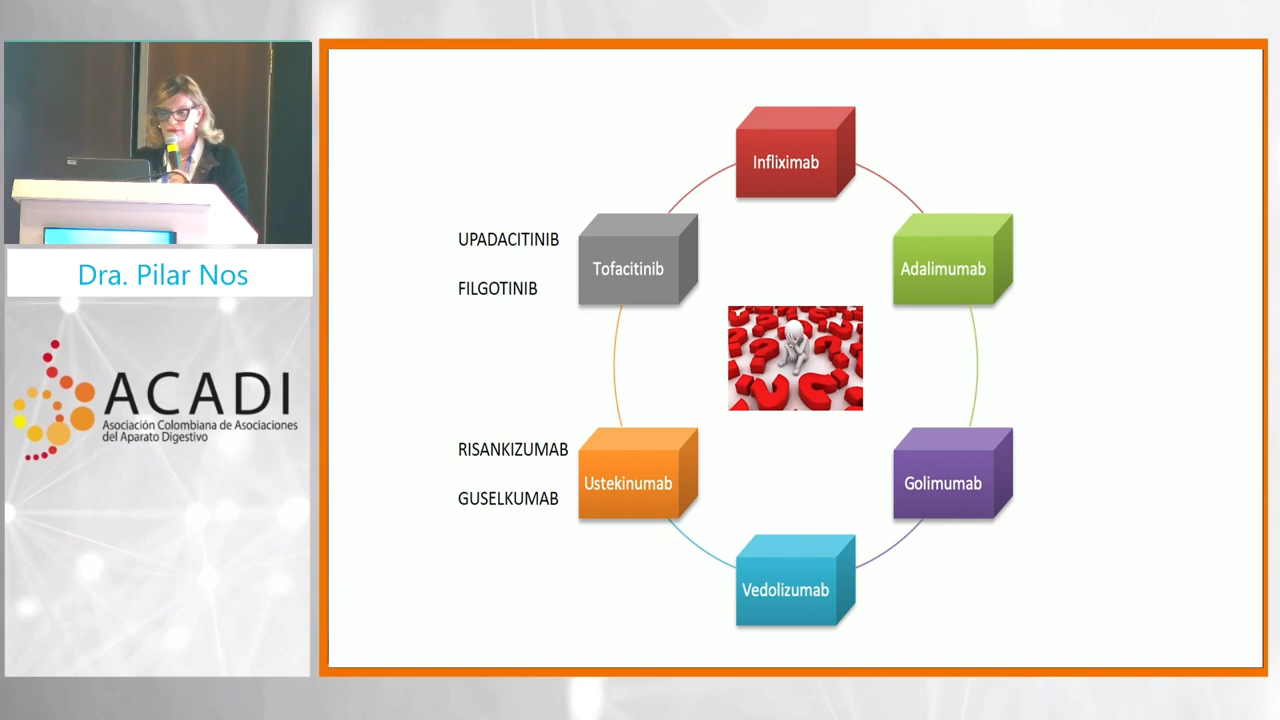 Dra. Pilar Nos
ACADI
Asociación Colombiana de Asociaciones
del Aparato Digestivo
Infliximab
UPADACITINIB
FILGOTINIB
Tofacitinib
Adalimumab
RISANKIZUMAB
GUSELKUMAB
Ustekinumab
Golimumab
Vedolizumab